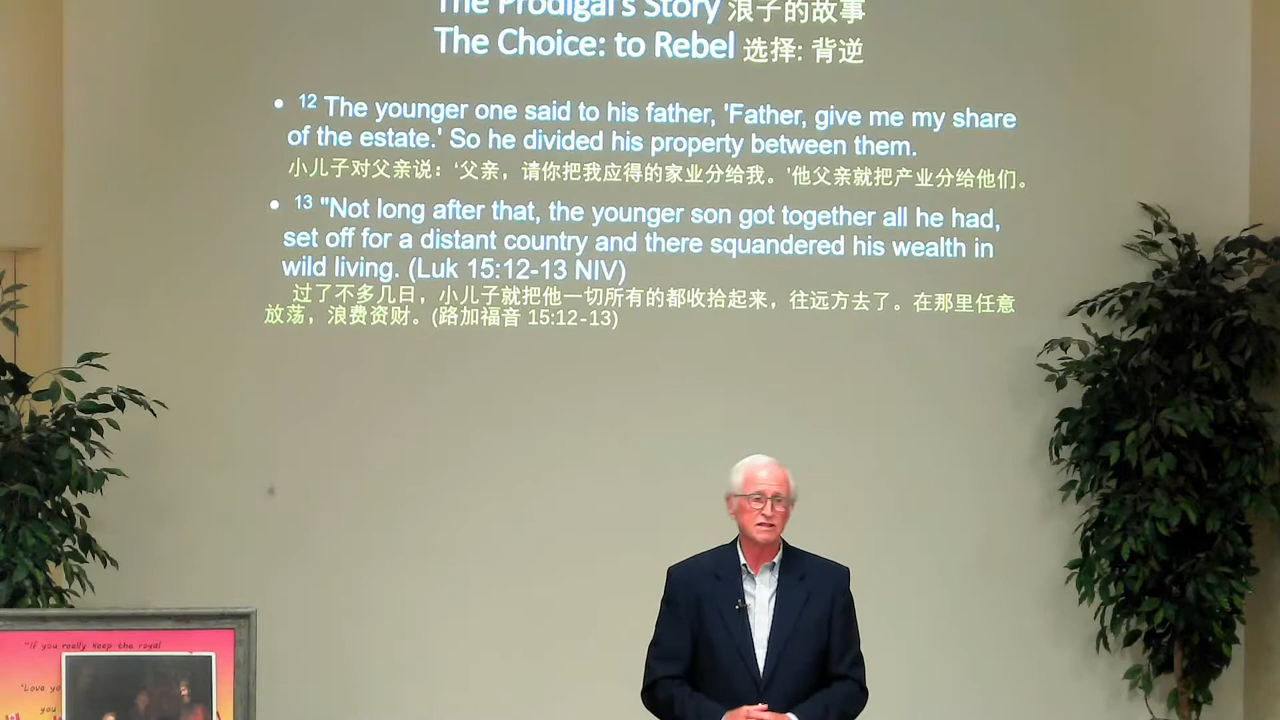 The Prodigal's Story 浪子的故事
The Choice: to Rebel 选择: 背逆
• 12 The younger one said to his father, 'Father, give me my share
of the estate.' So he divided his property between them.
小儿子对父亲说：‘父亲，请你把我应得的家业分给我。’他父亲就把产业分给他们。
• 13 "Not long after that, the younger son got together all he had,
set off for a distant country and there squandered his wealth in
wild living. (Luk 15:12-13 NIV)
过了不多几日，小儿子就把他一切所有的都收拾起来，往远方去了。在那里任意
放荡，浪费资财。(路加福音 15:12-13)
"If you really keep the royal
"Love yo
you